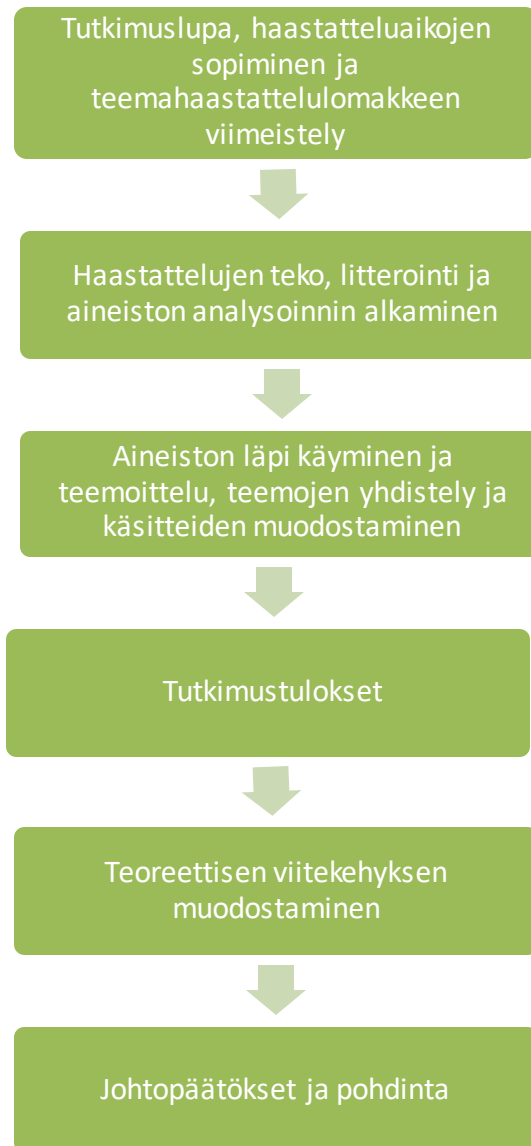 Tutkimuslupa, haastatteluaikojen
sopiminen ja
teemahaastattelulomakkeen
viimeistely
Haastattelujen teko, litterointi ja
aineiston analysoinnin alkaminen
Aineiston läpi käyminen ja
teemoittelu, teemojen yhdistely ja
käsitteiden muodostaminen
Tutkimustulokset
Teoreettisen viitekehyksen
muodostaminen
Johtopäätökset ja pohdinta